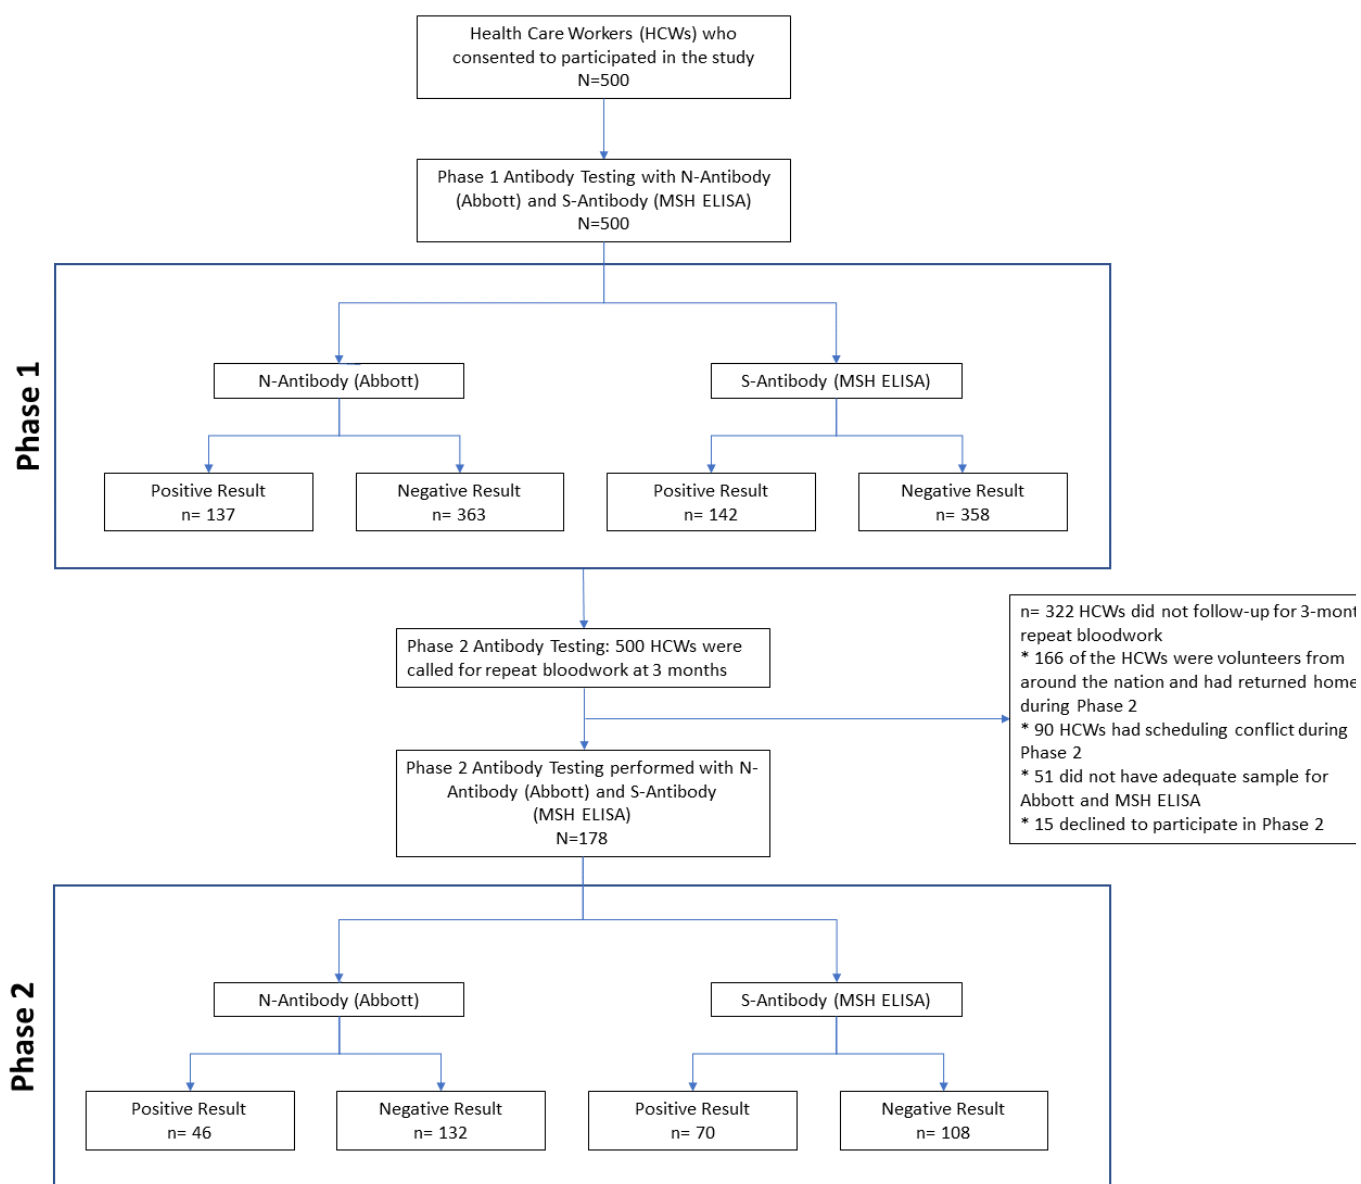 Health Care Workers (HCWs) who
consented to participated in the study
N=500
Phase 1 Antibody Testing with N-Antibody
(Abbott) and S-Antibody (MSH ELISA)
N=500
Phase 1
N-Antibody (Abbott)
S-Antibody (MSH ELISA)
Positive Result
n= 137
Negative Result
n= 363
Positive Result
n= 142
Negative Result
n= 358
Phase 2 Antibody Testing: 500 HCWs were
called for repeat bloodwork at 3 months
n= 322 HCWs did not follow-up for 3-mont
repeat bloodwork
* 166 of the HCWs were volunteers from
around the nation and had returned home
during Phase 2
* 90 HCWs had scheduling conflict during
Phase 2
* 51 did not have adequate sample for
Abbott and MSH ELISA
* 15 declined to participate in Phase 2
Phase 2 Antibody Testing performed with N-
Antibody (Abbott) and S-Antibody
(MSH ELISA)
N=178
Phase 2
N-Antibody (Abbott)
S-Antibody (MSH ELISA)
Positive Result
n= 46
Negative Result
n= 132
Positive Result
n= 70
Negative Result
n= 108